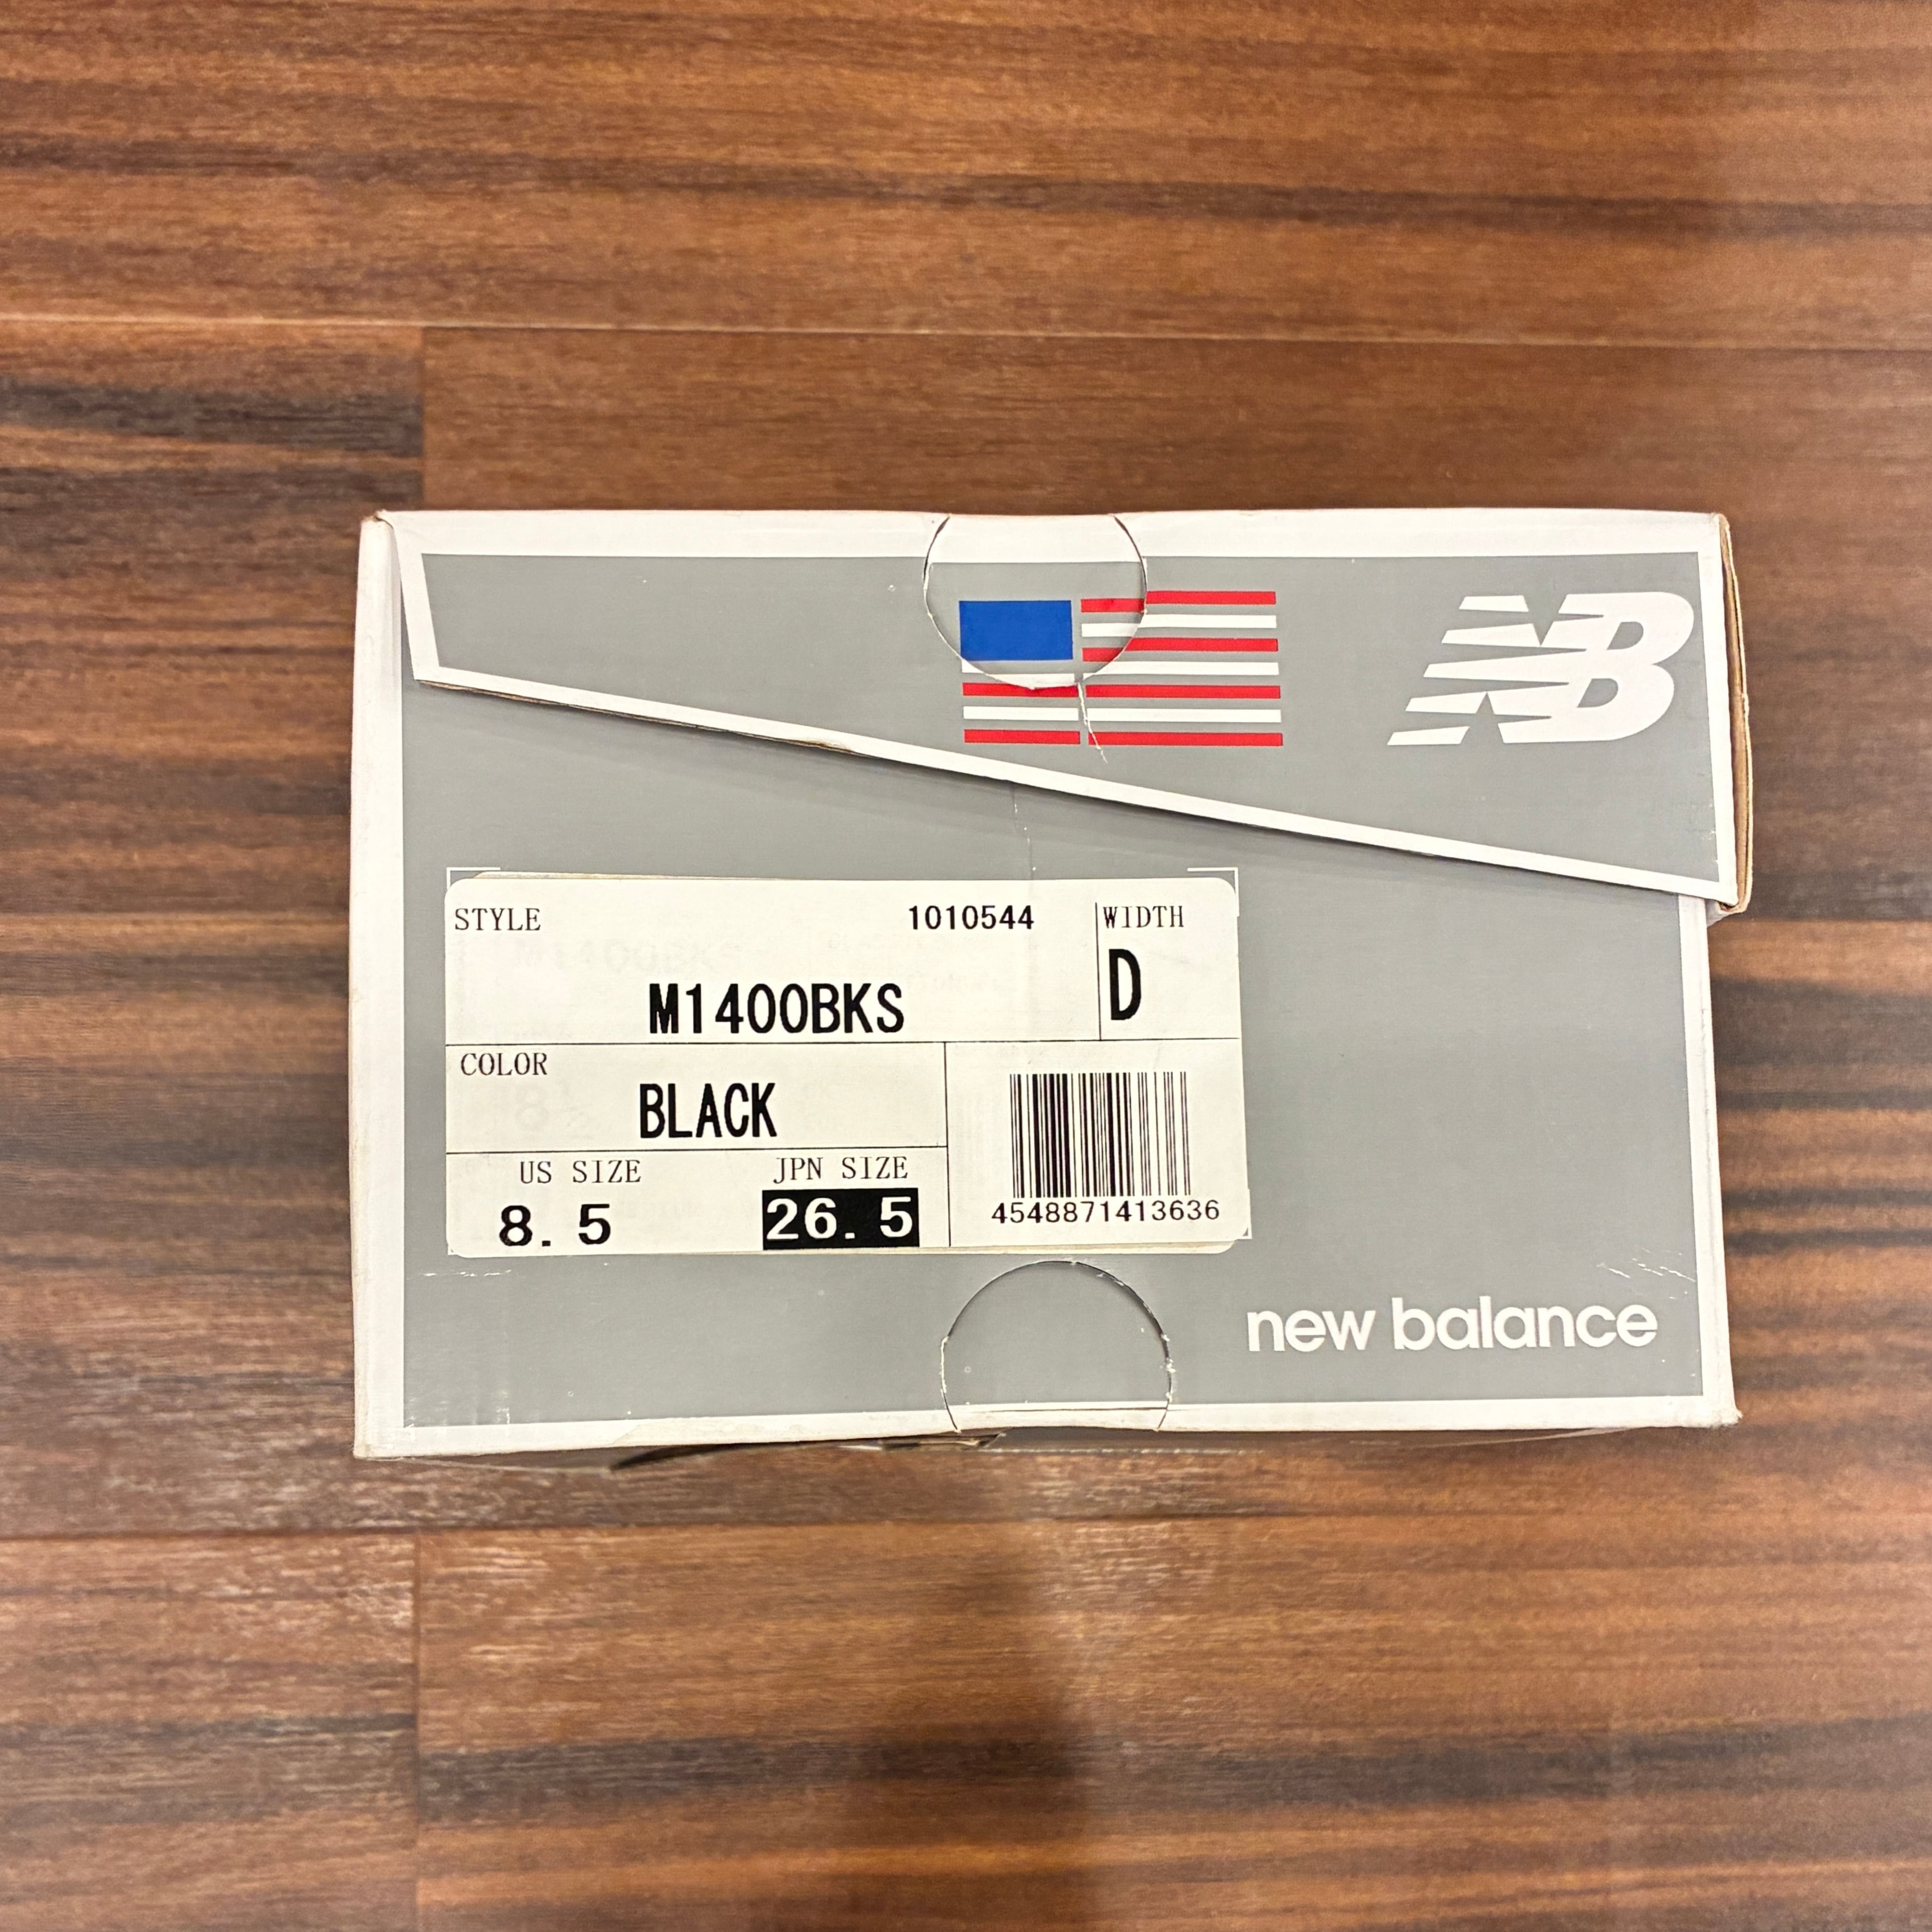 NB
STYLE 1010544 WIDTH
M1400BKS D
COLOR
BLACK
US SIZE JPN SIZE
8.5 26.5
4548871413636
new balance